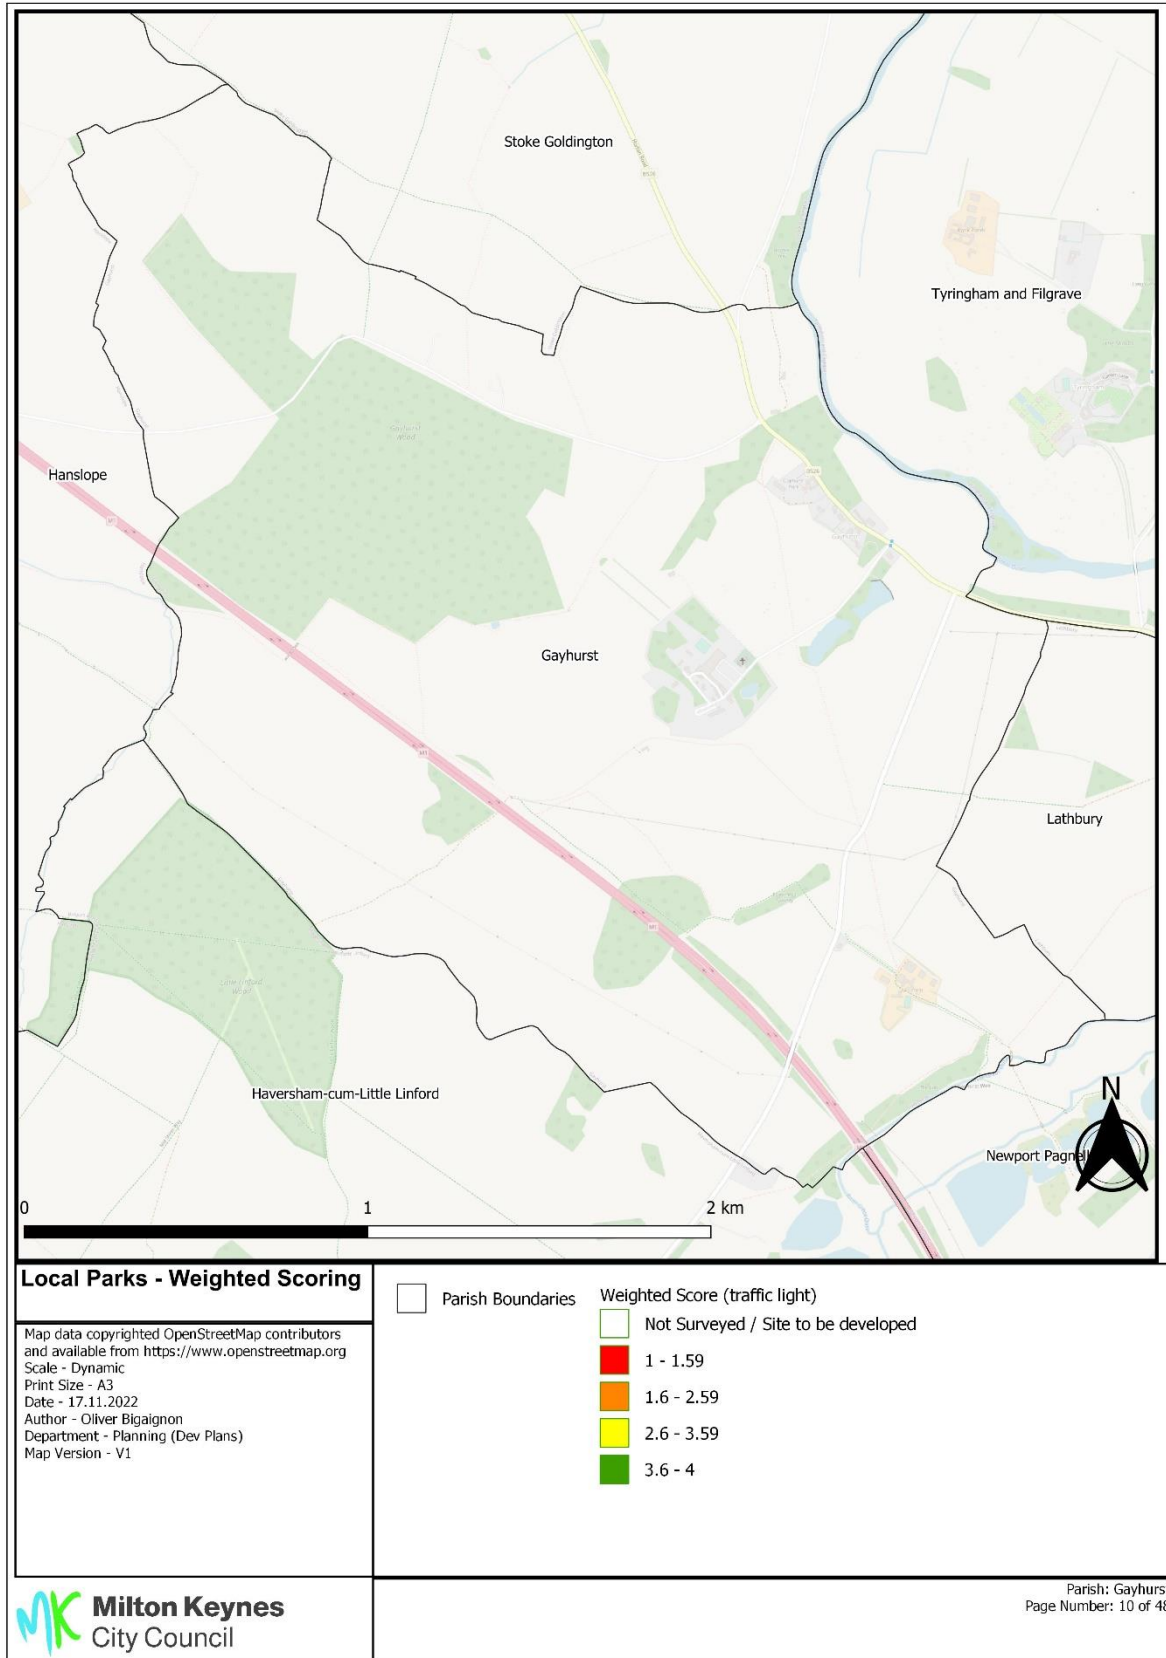 Stoke Goldington
Tyringham and Filgrave
Hanslope
Gayhurst
Wood
Gayhurst
Lathbury
Haversham-cum-Little Linford
Newport Pagnell
N
0 1 2 km
Local Parks - Weighted Scoring
Map data copyrighted OpenStreetMap contributors
and available from https://www.openstreetmap.org
Scale - Dynamic
Print Size - A3
Date - 17.11.2022
Author - Oliver Bigaignon
Department - Planning (Dev Plans)
Map Version - V1
Parish Boundaries
Weighted Score (traffic light)
Not Surveyed / Site to be developed
1 - 1.59
1.6 - 2.59
2.6 - 3.59
3.6 - 4
MK Milton Keynes
City Council
Parish: Gayhurs
Page Number: 10 of 48